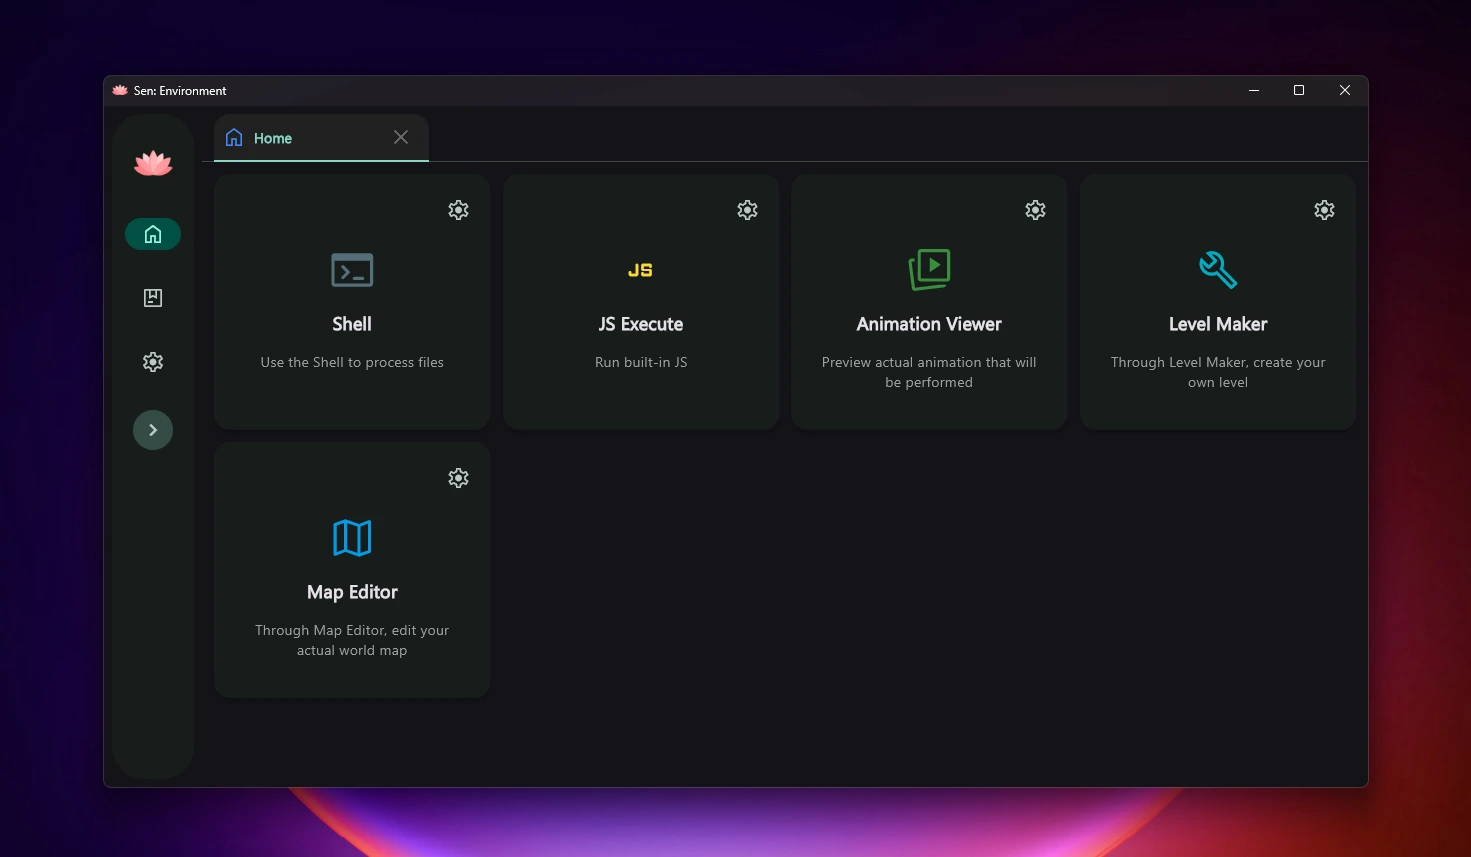 Sen: Environment
Home
Shell
Use the Shell to process files
JS
JS Execute
Run built-in JS
Animation Viewer
Preview actual animation that will
be performed
Level Maker
Through Level Maker, create your
own level
Map Editor
Through Map Editor, edit your
actual world map